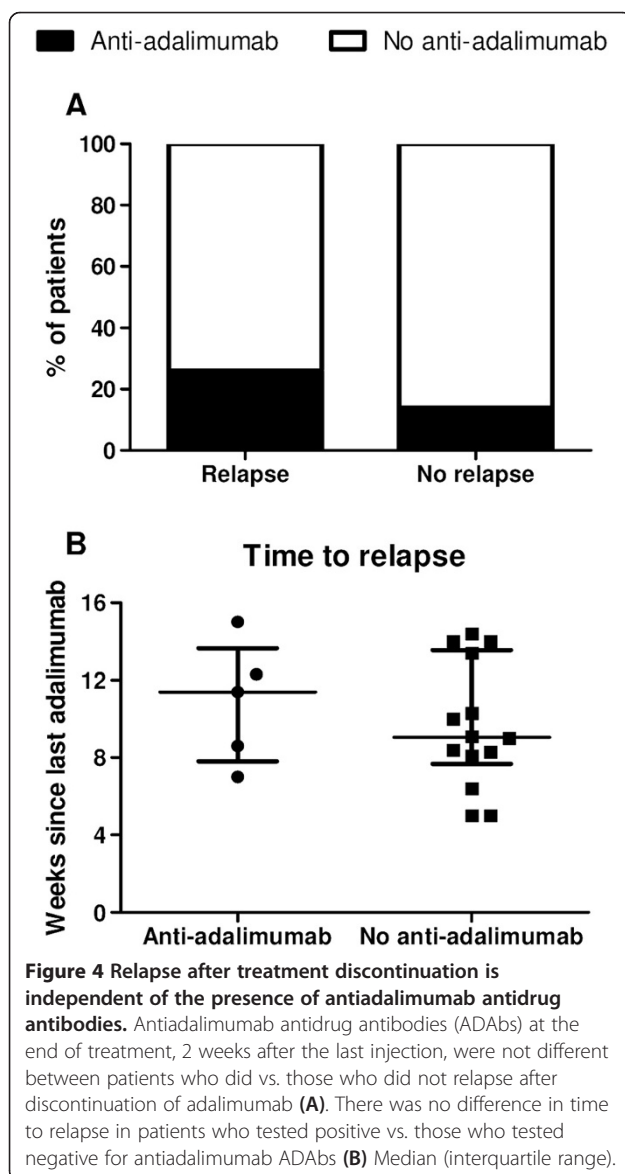 Anti-adalimumab No anti-adalimumab
A
% of patients
100
80
60
40
20
0
Relapse No relapse
B
Time to relapse
Weeks since last adalimumab
16
12
8
4
0
Anti-adalimumab No anti-adalimumab
Figure 4 Relapse after treatment discontinuation is
independent of the presence of antiadalimumab antidrug
antibodies. Antiadalimumab antidrug antibodies (ADAbs) at the
end of treatment, 2 weeks after the last injection, were not different
between patients who did vs. those who did not relapse after
discontinuation of adalimumab (A). There was no difference in time
to relapse in patients who tested positive vs. those who tested
negative for antiadalimumab ADAbs (B) Median (interquartile range).